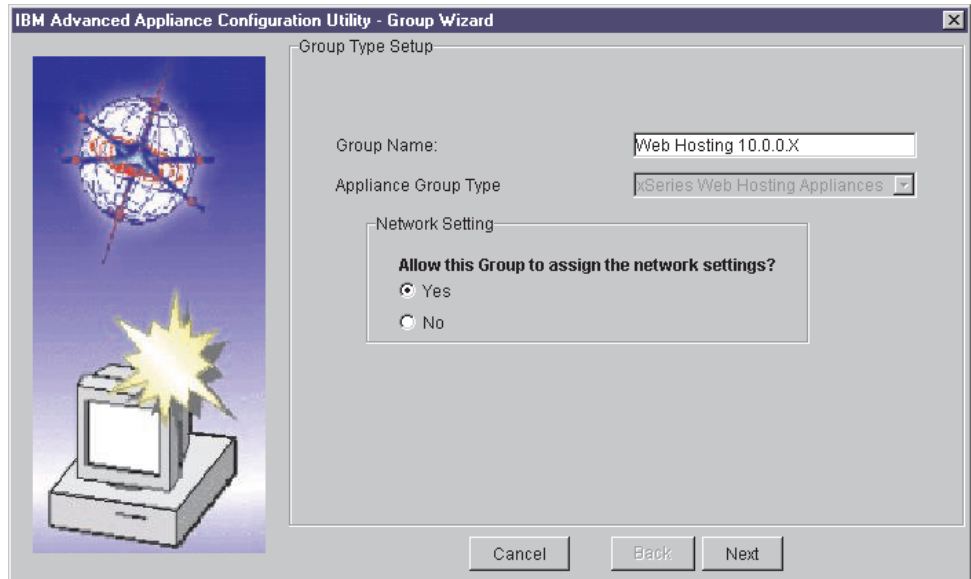 IBM Advanced Appliance Configuration Utility - Group Wizard
Group Type Setup
Group Name: Web Hosting 10.0.0.X
Appliance Group Type xSeries Web Hosting Appliances
Network Setting
Allow this Group to assign the network settings?
Yes
No
Cancel Back Next